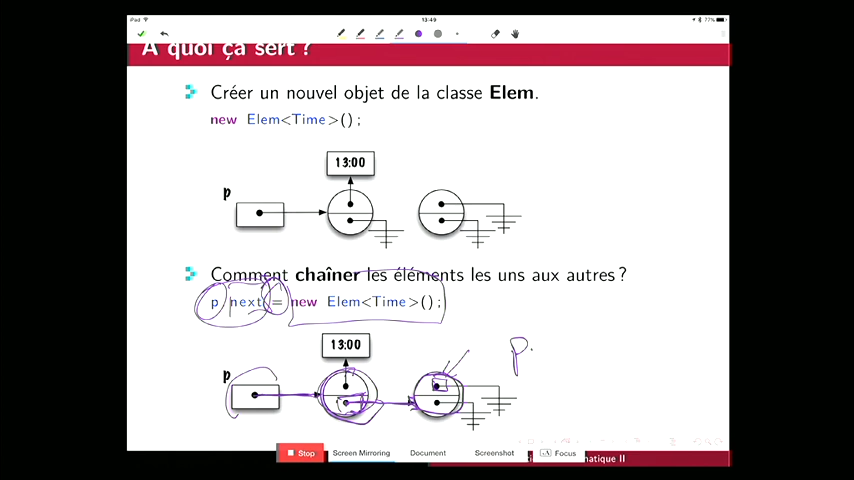 iPad
13:49
77%
A quoi ça sert ?
Créer un nouvel objet de la classe Elem.
new Elem<Time>() ;
13:00
p
Comment chaîner les éléments les uns aux autres ?
p next = new Elem<Time>() ;
13:00
p
p.
Stop Screen Mirroring Document Screenshot Focus
matique II